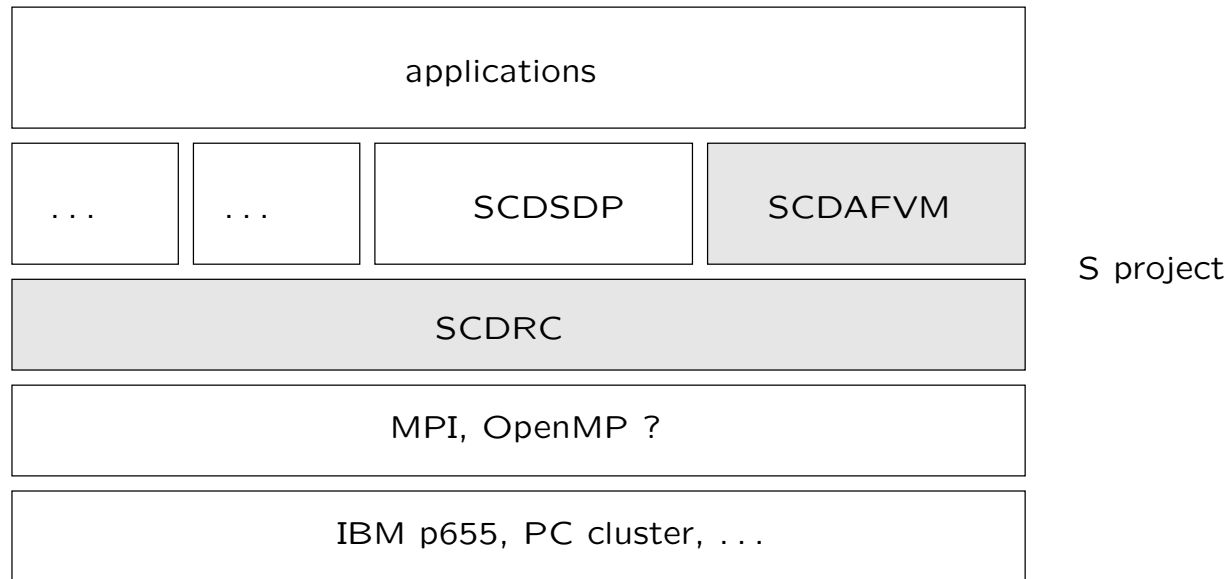 applications
. . .
. . .
SCDSDP
SCDAFVM
S project
SCDRC
MPI, OpenMP ?
IBM p655, PC cluster, . . .